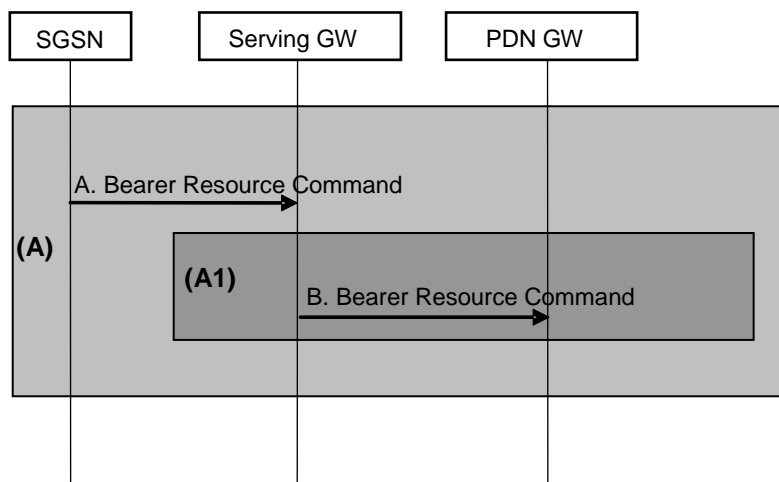 SGSN
Serving GW
PDN GW
A. Bearer Resource Command
(A)
(A1)
B. Bearer Resource Command